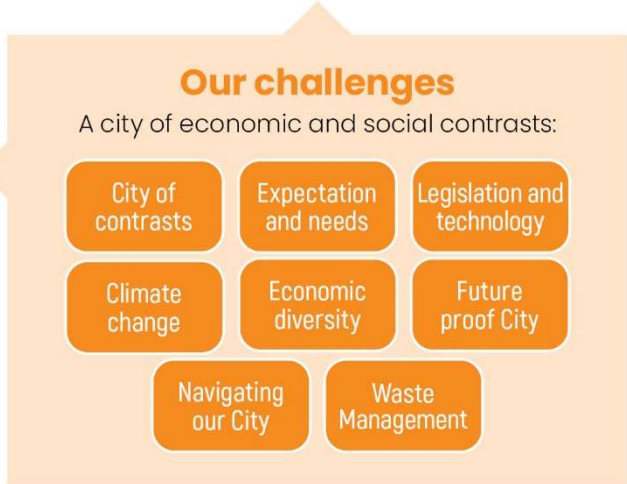 Our challenges
A city of economic and social contrasts:
City of
contrasts
Expectation
and needs
Legislation and
technology
Climate
change
Economic
diversity
Future
proof City
Navigating
our City
Waste
Management